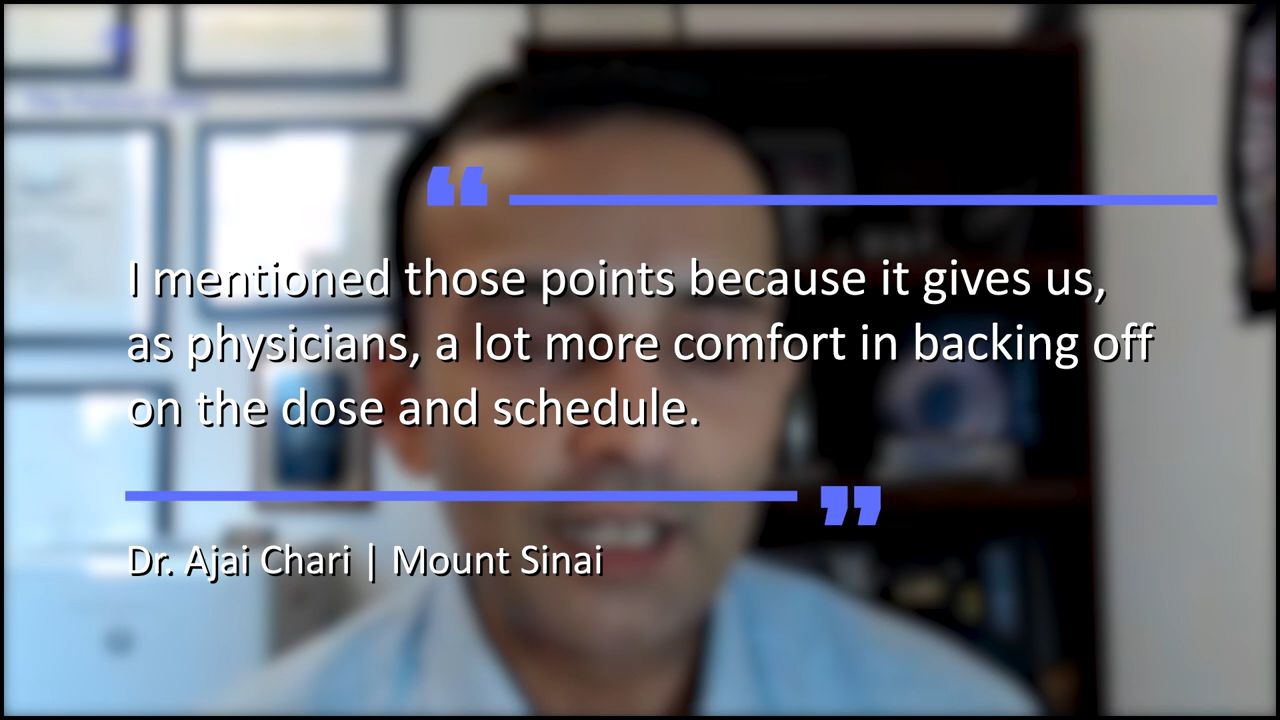 I mentioned those points because it gives us,
as physicians, a lot more comfort in backing off
on the dose and schedule.
Dr. Ajai Chari | Mount Sinai